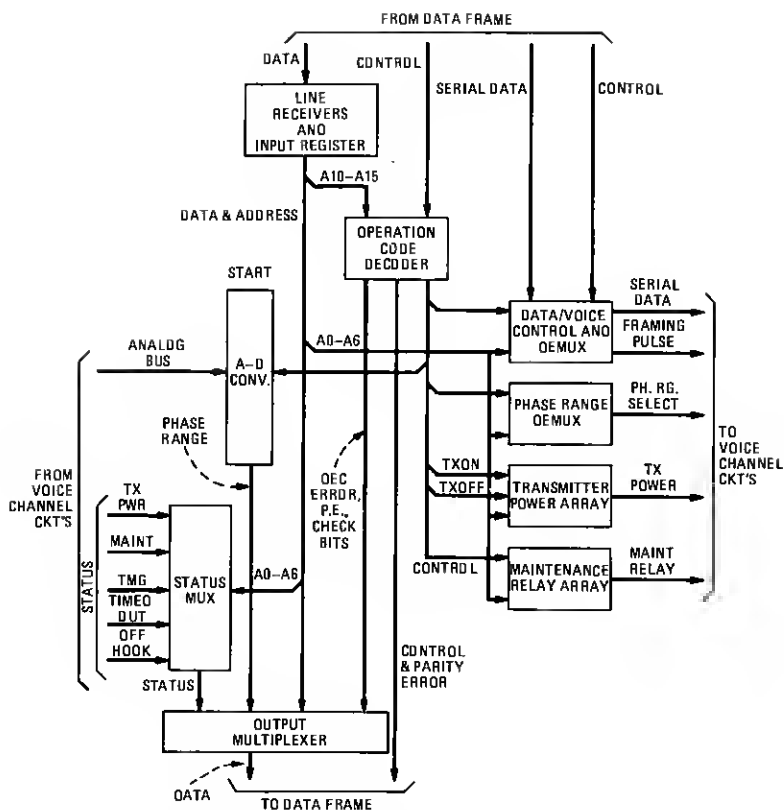 FROM DATA FRAME
DATA
CONTROL
SERIAL DATA
CONTROL
LINE
RECEIVERS
AND
INPUT REGISTER
A10-A15
DATA & ADDRESS
OPERATION
CODE
DECODER
START
SERIAL
DATA
DATA/VOICE
CONTROL AND
DEMUX
FRAMING
PULSE
ANALOG
BUS
A-D
CONV.
A0-A6
PHASE RANGE
DEMUX
PH. RG.
SELECT
PHASE
RANGE
TO
VOICE
CHANNEL
CKT'S
FROM
VOICE
CHANNEL
CKT'S
DEC
ERROR,
P.E.,
CHECK
BITS
TXON
TXOFF
TRANSMITTER
POWER ARRAY
TX
POWER
STATUS
TX
PWR
MAINT
TMG
TIMED
OUT
OFF
HOOK
STATUS
MUX
A0-A6
CONTROL
MAINTENANCE
RELAY ARRAY
MAINT
RELAY
CONTROL
& PARITY
ERROR
STATUS
OUTPUT
MULTIPLEXER
DATA
TO DATA FRAME